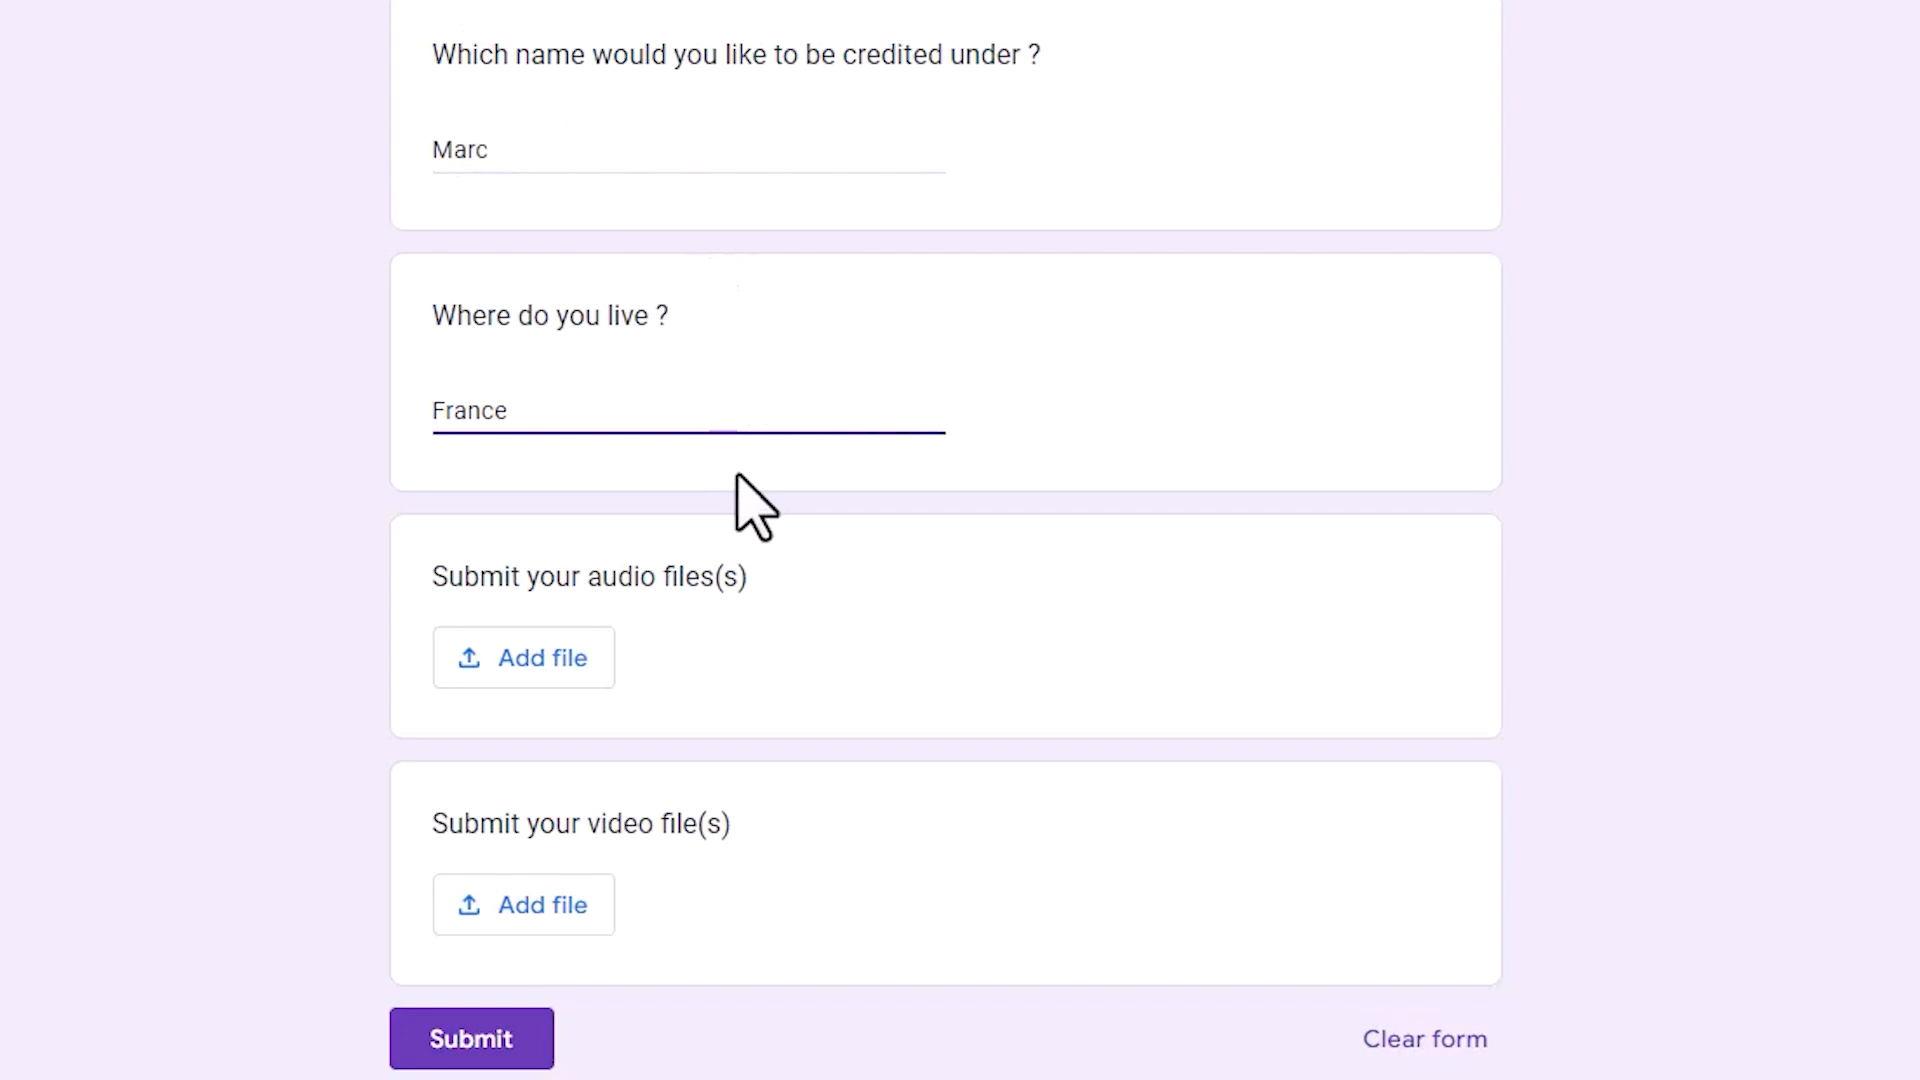 Which name would you like to be credited under ?
Marc
Where do you live ?
France
Submit your audio files(s)
Add file
Submit your video file(s)
Add file
Submit
Clear form